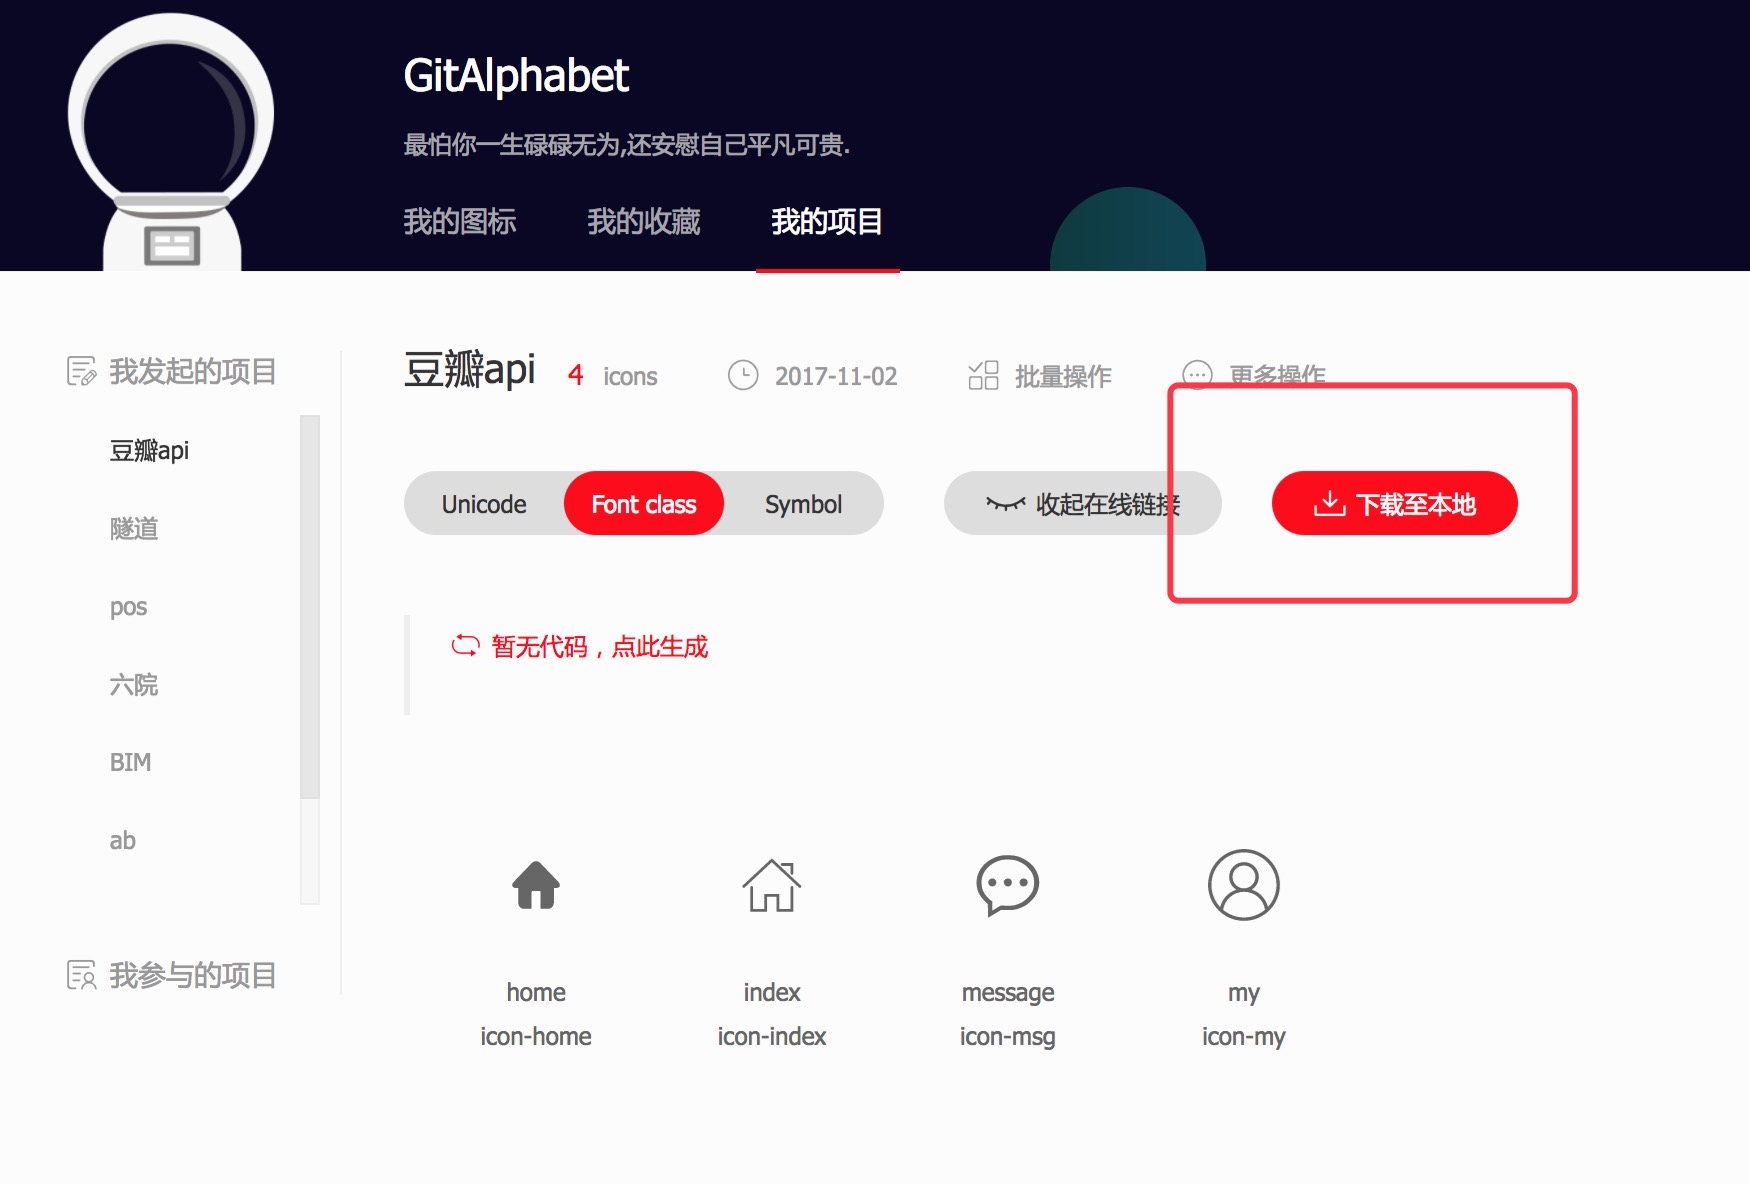 GitAlphabet
最怕你一生碌碌无为,还安慰自己平凡可贵.
我的图标 我的收藏 我的项目
我发起的项目
豆瓣api
隧道
pos
六院
BIM
ab
我参与的项目
豆瓣api 4 icons 2017-11-02 批量操作 更多操作
Unicode Font class Symbol 收起在线链接 下载至本地
暂无代码，点此生成
home index message my
icon-home icon-index icon-msg icon-my